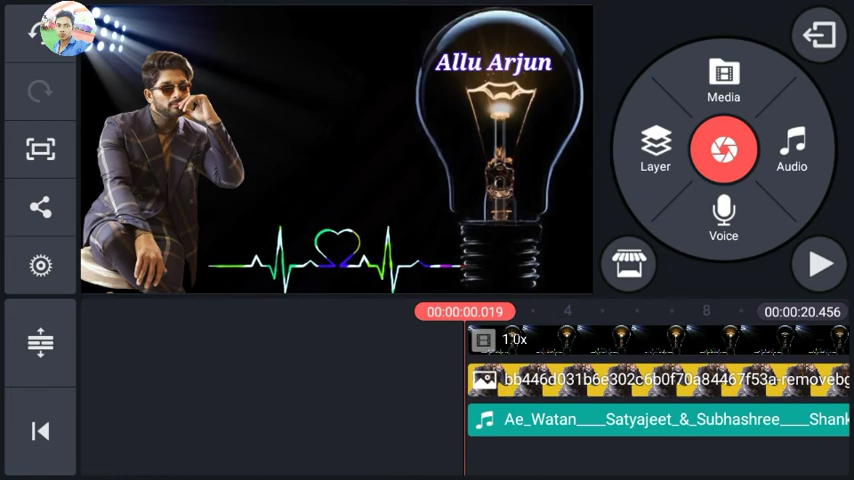 Allu Arjun
Media
Layer
Audio
Voice
00:00:00.019
4
8
00:00:20.456
1.0x
bb446d031b6e302c6b0f70a84467f53a-removebg
Ae_Watan____Satyajeet_&_Subhashree____Shank